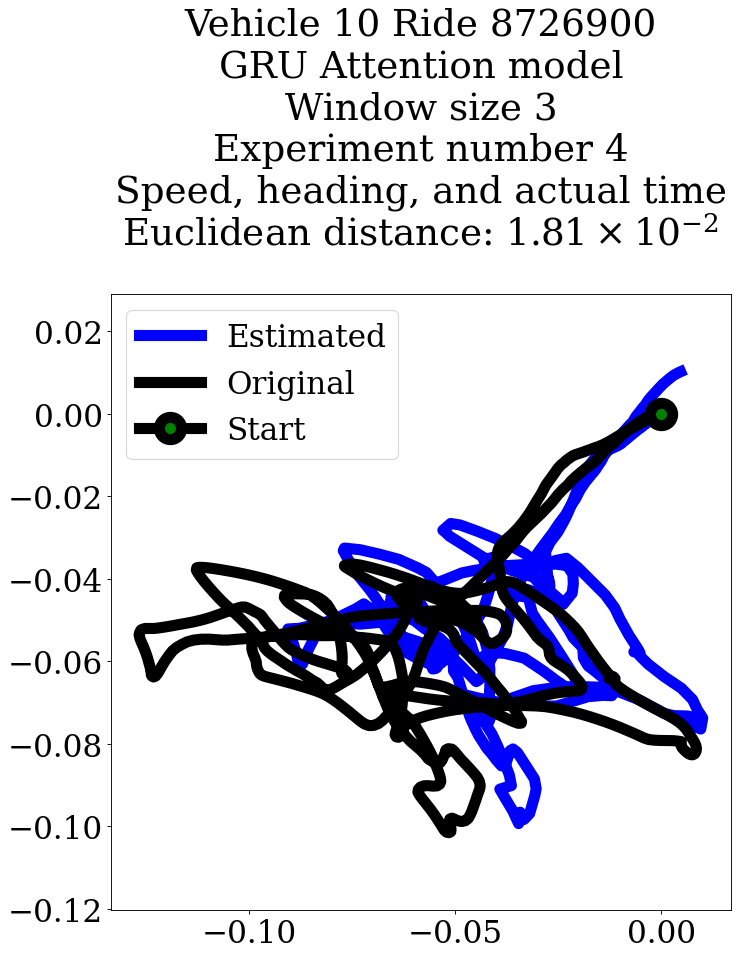 Vehicle 10 Ride 8726900
GRU Attention model
Window size 3
Experiment number 4
Speed, heading, and actual time
Euclidean distance: 1.81 × 10⁻²
Estimated
Original
Start
0.02
0.00
−0.02
−0.04
−0.06
−0.08
−0.10
−0.12
−0.10
−0.05
0.00